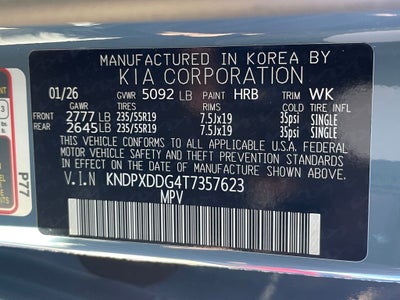 MANUFACTURED IN KOREA BY
KIA CORPORATION
01/26 GVWR 5092 LB PAINT HRB TRIM WK
GAWR TIRES RIMS COLD TIRE INFL
FRONT 2777 LB 235/55R19 7.5Jx19 35psi SINGLE
REAR 2645 LB 235/55R19 7.5Jx19 35psi SINGLE
THIS VEHICLE CONFORMS TO ALL APPLICABLE U.S.A. FEDERAL
MOTOR VEHICLE SAFETY AND THEFT PREVENTION STANDARDS
IN EFFECT ON THE DATE OF MANUFACTURE SHOWN ABOVE.
V.I.N KNDPXDDG4T7357623
MPV
P77
3